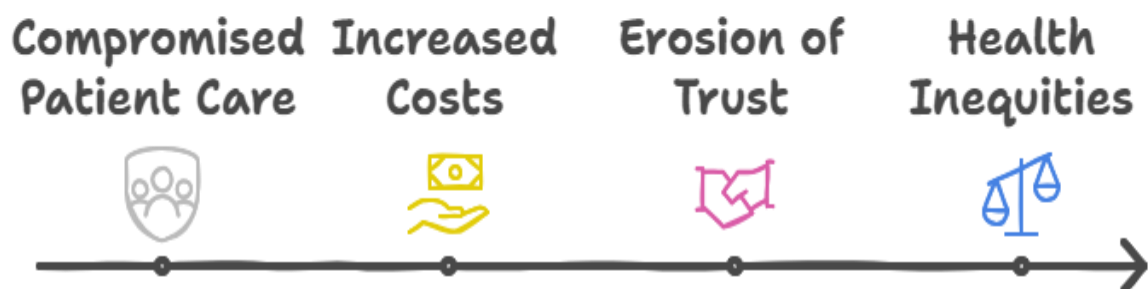 Compromised
Patient Care
Increased
Costs
Erosion of
Trust
Health
Inequities